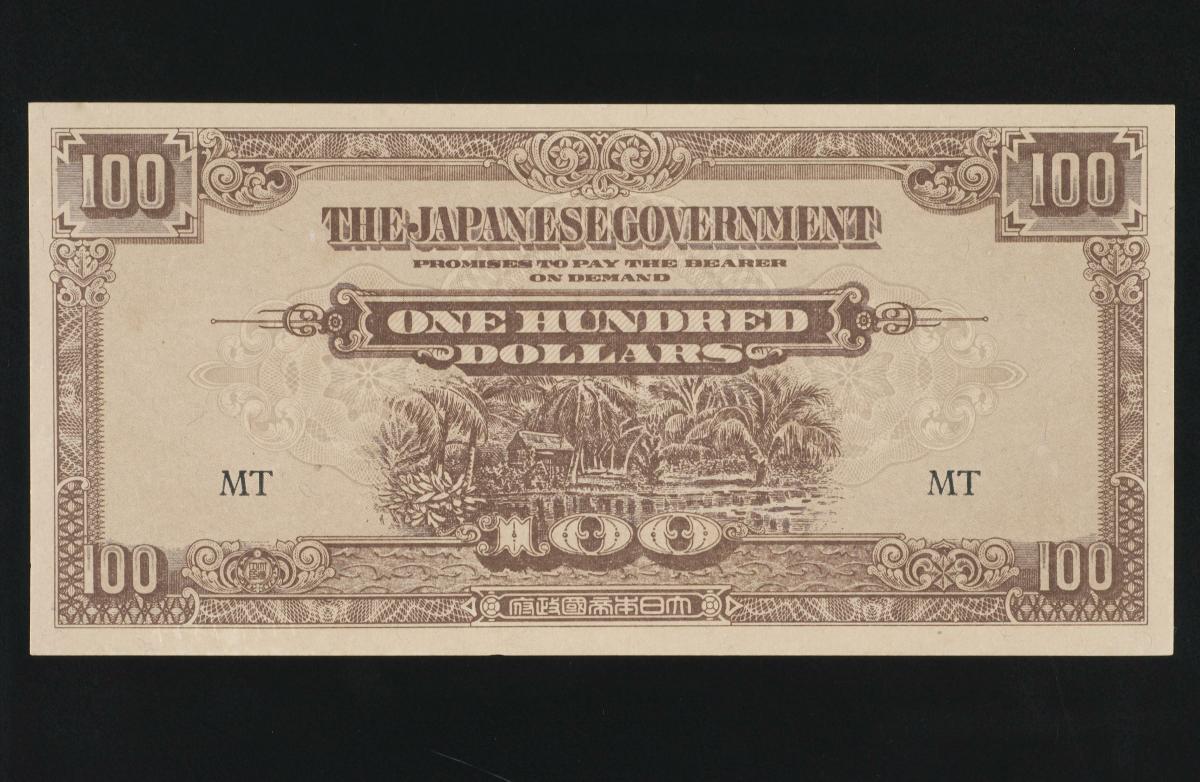 100 100
THE JAPANESE GOVERNMENT
PROMISES TO PAY THE BEARER
ON DEMAND
ONE HUNDRED
DOLLARS
MT MT
100
100 100
府政國帝本日大